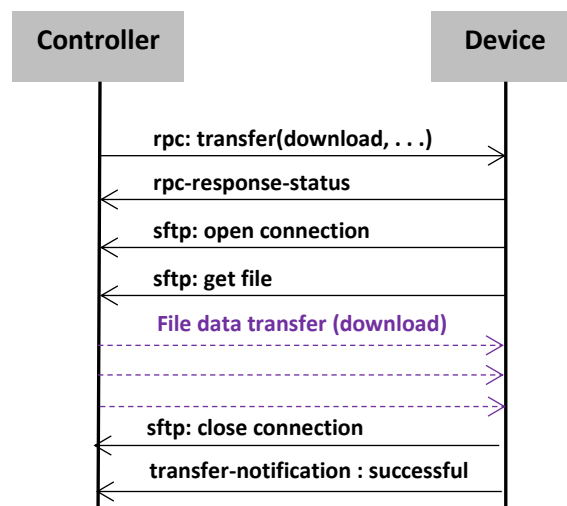 Controller
Device
rpc: transfer(download, . . .)
rpc-response-status
sftp: open connection
sftp: get file
File data transfer (download)
sftp: close connection
transfer-notification : successful